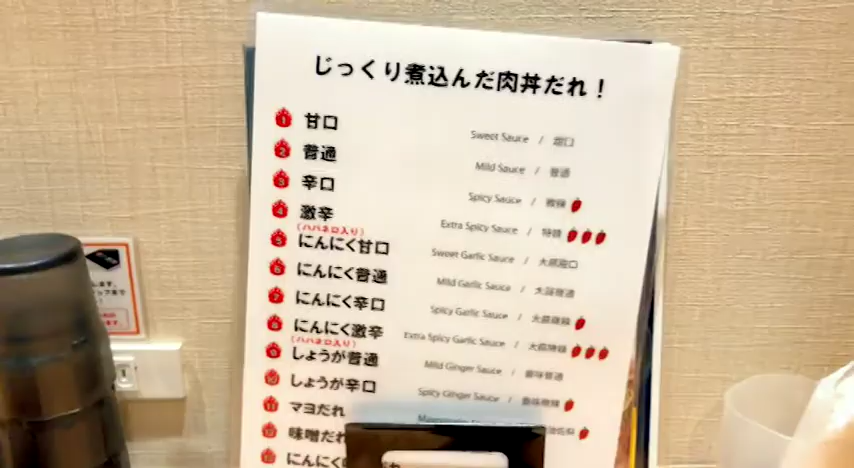 じっくり煮込んだ肉丼だれ！
1 甘口 Sweet Sauce / 甜口
2 普通 Mild Sauce / 普通
3 辛口 Spicy Sauce / 微辣
4 激辛 Extra Spicy Sauce / 特辣
(ハバネロ入り)
5 にんにく甘口 Sweet Garlic Sauce / 大蒜甜口
6 にんにく普通 Mild Garlic Sauce / 大蒜普通
7 にんにく辛口 Spicy Garlic Sauce / 大蒜微辣
8 にんにく激辛 Extra Spicy Garlic Sauce / 大蒜特辣
(ハバネロ入り)
9 しょうが普通 Mild Ginger Sauce / 普通
10 しょうが辛口 Spicy Ginger Sauce / 微辣
11 マヨだれ
12 味噌だれ
13 にんにく